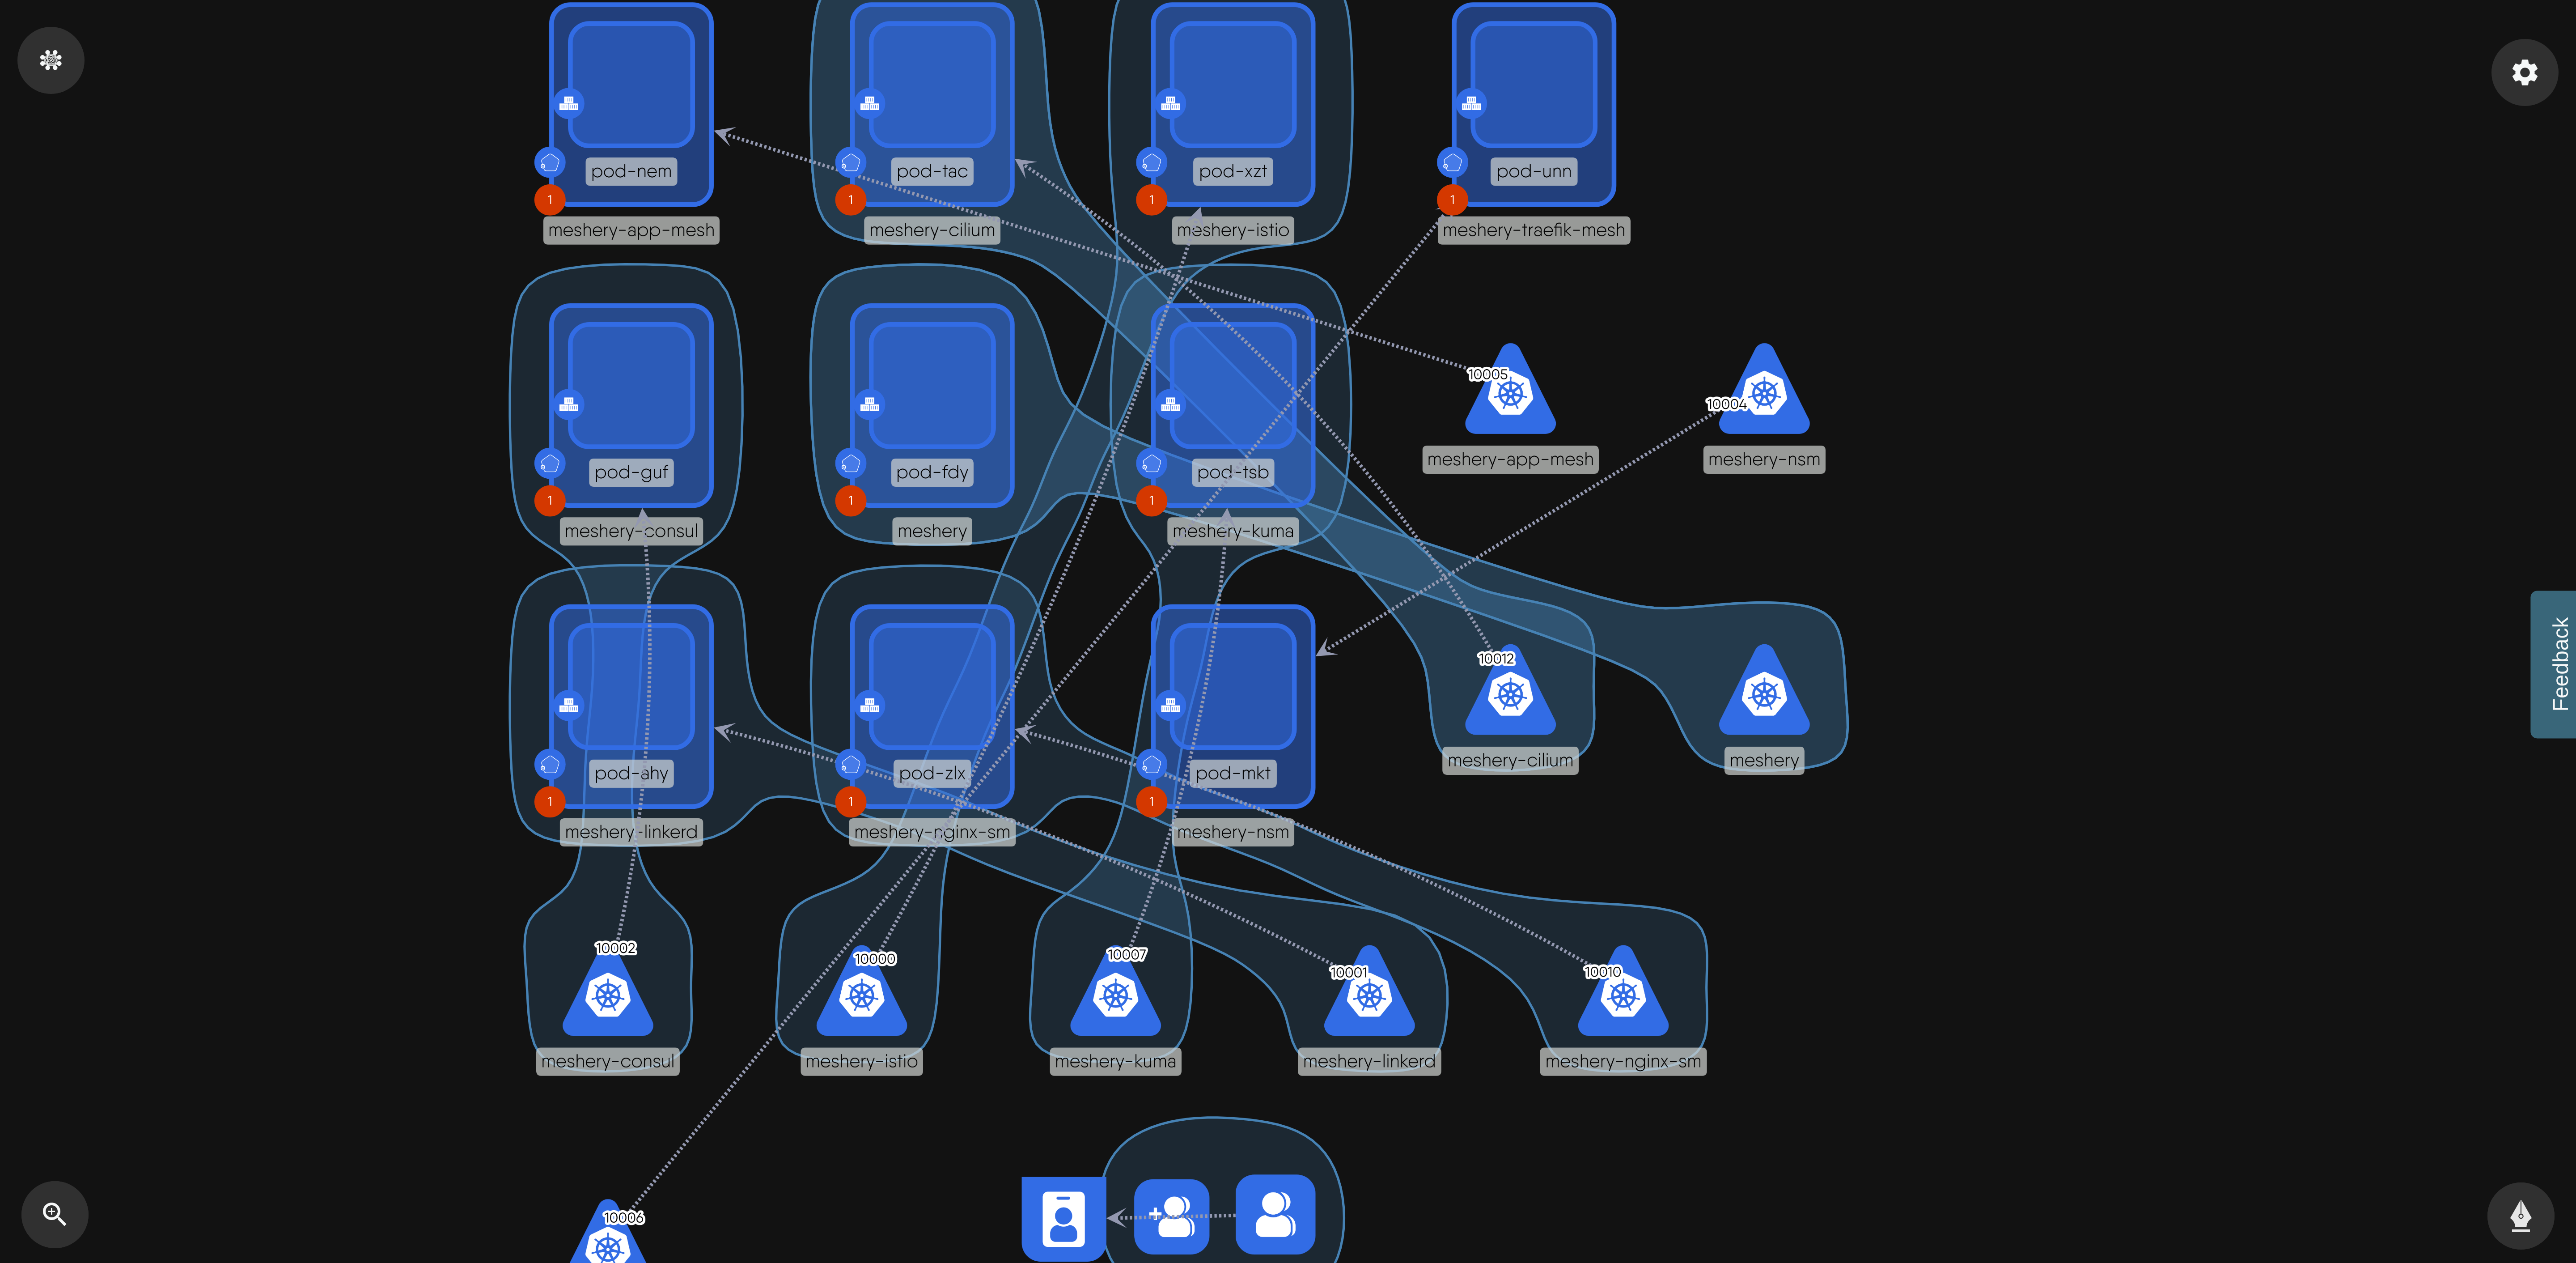 pod-nem
pod-tac
pod-xzt
pod-unn
1
1
1
1
meshery-app-mesh
meshery-cilium
meshery-istio
meshery-traefik-mesh
10005
10004
pod-guf
pod-fdy
pod-tsb
meshery-app-mesh
meshery-nsm
1
1
1
meshery-consul
meshery
meshery-kuma
10012
Feedback
pod-ahy
pod-zlx
pod-mkt
meshery-cilium
meshery
1
1
1
meshery-linkerd
meshery-nginx-sm
meshery-nsm
10002
10000
10007
10001
10010
meshery-consul
meshery-istio
meshery-kuma
meshery-linkerd
meshery-nginx-sm
10006